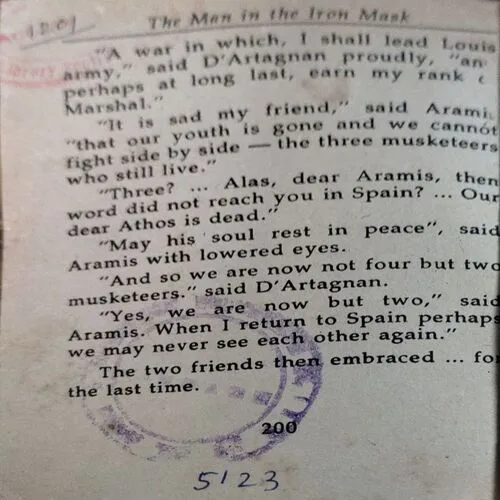 1201
The Man in the Iron Mask
"A war in which, I shall lead Louis
army," said D'Artagnan proudly, "an
perhaps at long last, earn my rank
Marshal."
"It is sad my friend," said Arami
"that our youth is gone and we cannot
fight side by side — the three musketeers
who still live."
"Three? ... Alas, dear Aramis, then
word did not reach you in Spain? ... Our
dear Athos is dead."
"May his soul rest in peace", said
Aramis with lowered eyes.
"And so we are now not four but two
musketeers." said D'Artagnan.
"Yes, we are now but two," said
Aramis. When I return to Spain perhaps
we may never see each other again."
The two friends then embraced ... for
the last time.
200
5123